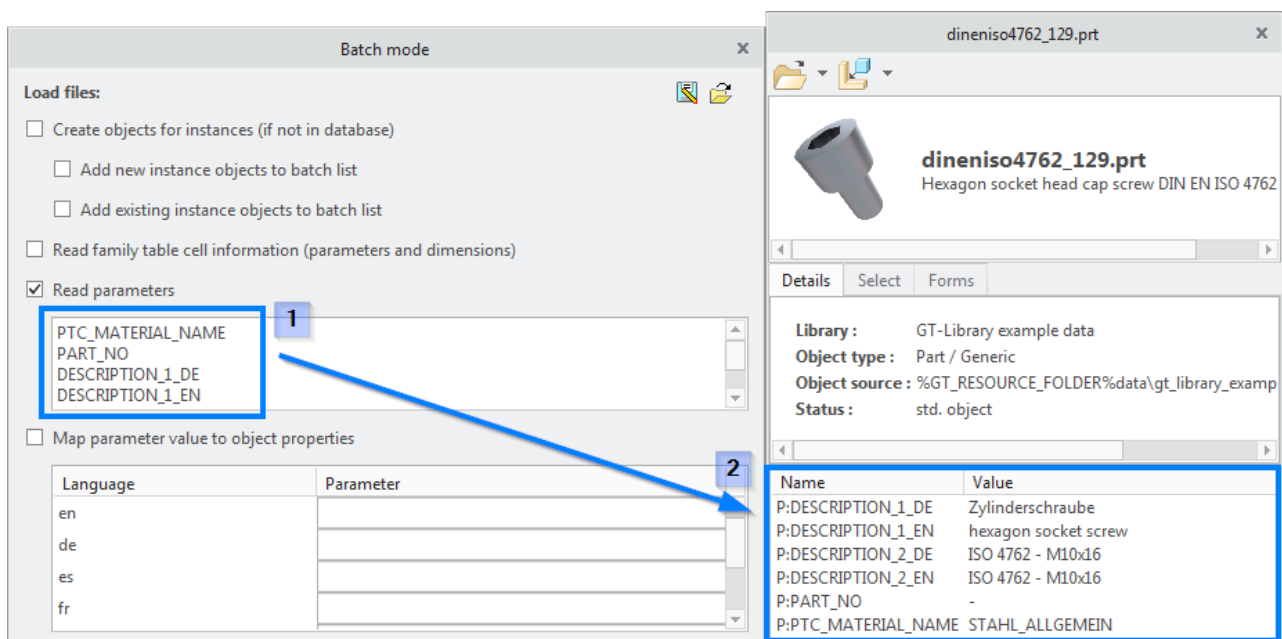 Batch mode
x
Load files:
Create objects for instances (if not in database)
Add new instance objects to batch list
Add existing instance objects to batch list
Read family table cell information (parameters and dimensions)
Read parameters
1
PTC_MATERIAL_NAME
PART_NO
DESCRIPTION_1_DE
DESCRIPTION_1_EN
Map parameter value to object properties
Language Parameter
en
de
es
fr
dineniso4762_129.prt
x
dineniso4762_129.prt
Hexagon socket head cap screw DIN EN ISO 4762
Details Select Forms
Library : GT-Library example data
Object type : Part / Generic
Object source : %GT_RESOURCE_FOLDER%data\gt_library_examp
Status : std. object
2
Name Value
P:DESCRIPTION_1_DE Zylinderschraube
P:DESCRIPTION_1_EN hexagon socket screw
P:DESCRIPTION_2_DE ISO 4762 - M10x16
P:DESCRIPTION_2_EN ISO 4762 - M10x16
P:PART_NO -
P:PTC_MATERIAL_NAME STAHL_ALLGEMEIN